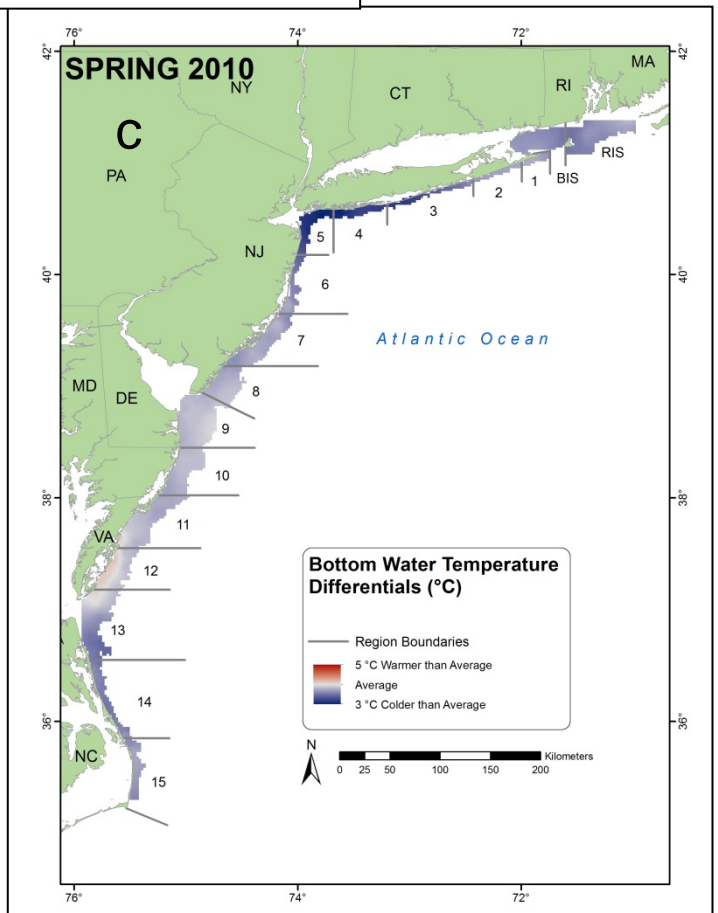 76°
74°
72°
42°
42°
SPRING 2010
C
NY
CT
RI
MA
PA
RIS
BIS
1
2
3
4
5
NJ
40°
40°
6
Atlantic Ocean
7
MD
DE
8
9
10
38°
38°
11
VA
12
Bottom Water Temperature
Differentials (°C)
13
Region Boundaries
5 °C Warmer than Average
Average
3 °C Colder than Average
14
36°
36°
NC
N
Kilometers
0 25 50 100 150 200
15
76°
74°
72°